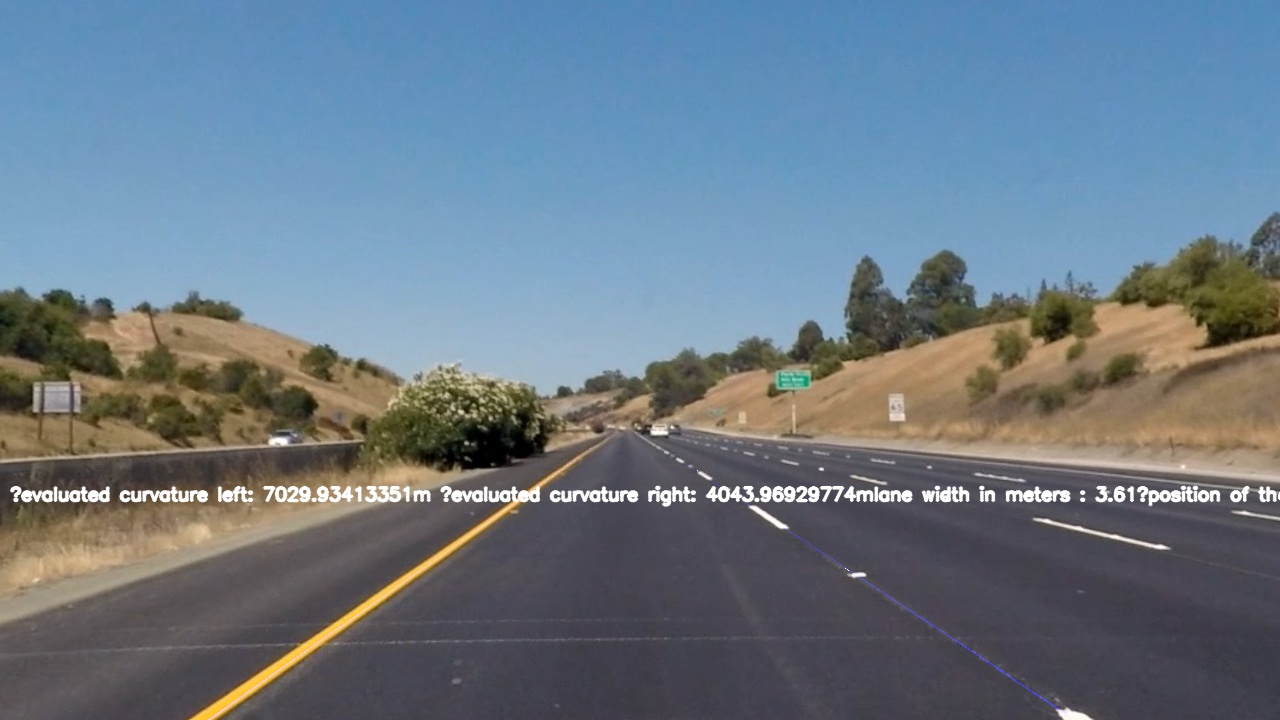 ?evaluated curvature left: 7029.93413351m ?evaluated curvature right: 4043.96929774mlane width in meters : 3.61?position of the